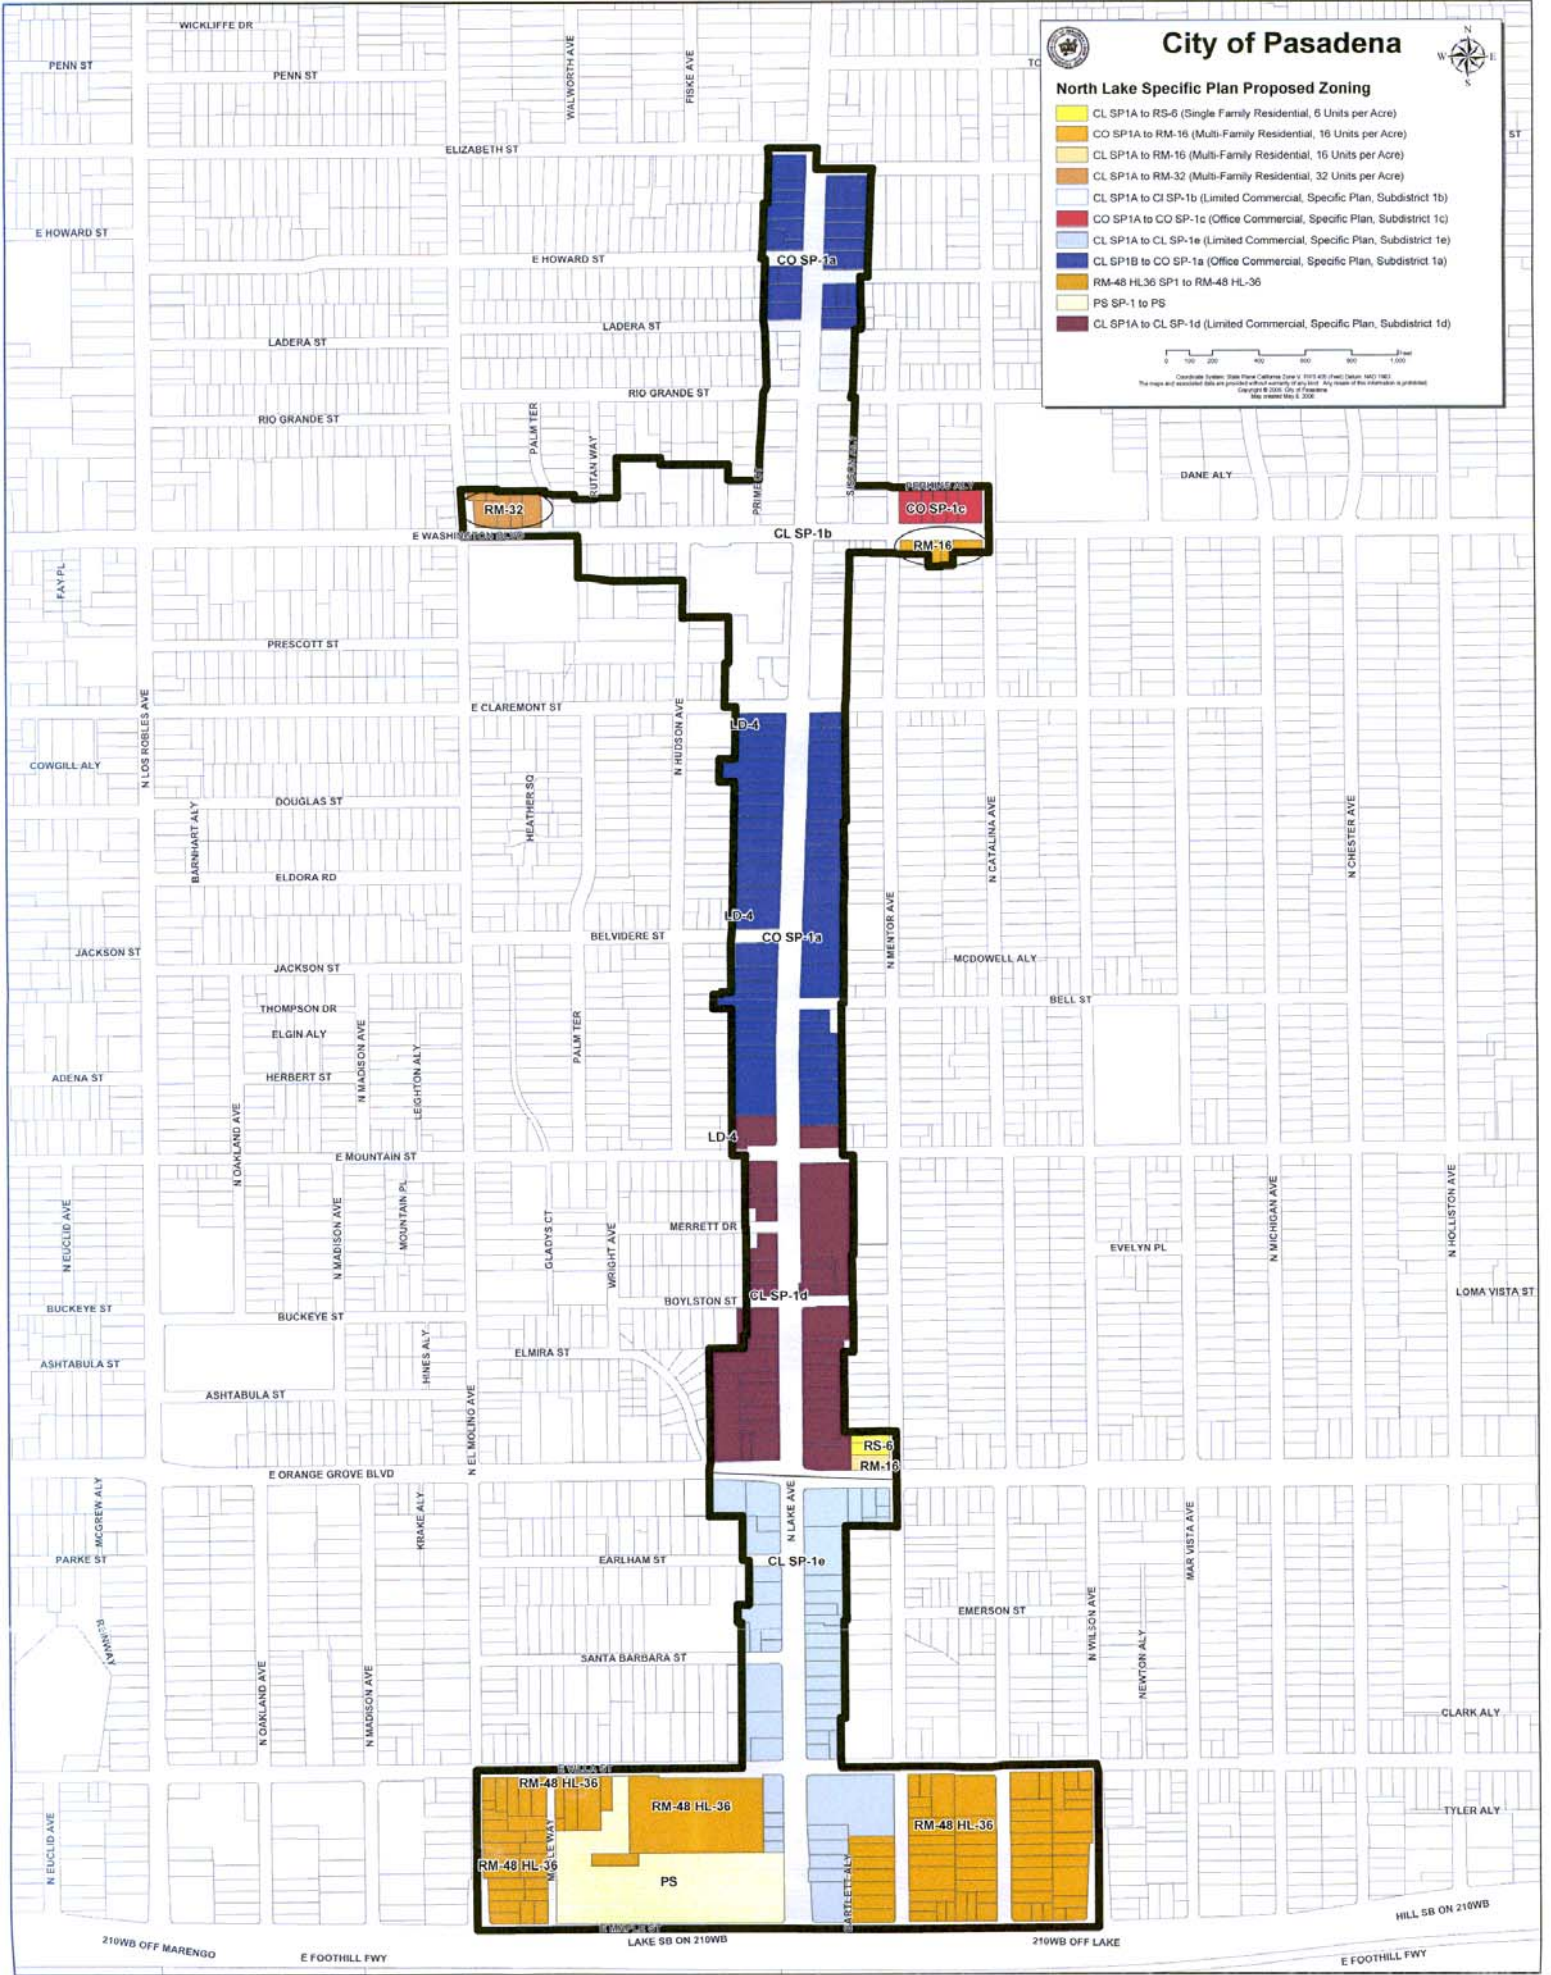 City of Pasadena
N
W
E
S
North Lake Specific Plan Proposed Zoning
CL SP1A to RS-6 (Single Family Residential, 6 Units per Acre)
CO SP1A to RM-16 (Multi-Family Residential, 16 Units per Acre)
CL SP1A to RM-16 (Multi-Family Residential, 16 Units per Acre)
CL SP1A to RM-32 (Multi-Family Residential, 32 Units per Acre)
CL SP1A to Cl SP-1b (Limited Commercial, Specific Plan, Subdistrict 1b)
CO SP1A to CO SP-1c (Office Commercial, Specific Plan, Subdistrict 1c)
CL SP1A to CL SP-1e (Limited Commercial, Specific Plan, Subdistrict 1e)
CL SP1B to CO SP-1a (Office Commercial, Specific Plan, Subdistrict 1a)
RM-48 HL36 SP1 to RM-48 HL-36
PS SP-1 to PS
CL SP1A to CL SP-1d (Limited Commercial, Specific Plan, Subdistrict 1d)
0 100 200 400 600 800 1,000
Feet
WICKLIFFE DR
PENN ST
PENN ST
WALWORTH AVE
FISKE AVE
TO
ST
ELIZABETH ST
E HOWARD ST
E HOWARD ST
CO SP-1a
LADERA ST
LADERA ST
RIO GRANDE ST
RIO GRANDE ST
PALM TER
RUTAN WAY
PRIME CT
DANE ALY
RM-32
CO SP-1c
E WASHINGTON BLVD
CL SP-1b
RM-16
FAY PL
PRESCOTT ST
N LOS ROBLES AVE
E CLAREMONT ST
N HUDSON AVE
LD-4
COWGILL ALY
DOUGLAS ST
BARNHART ALY
HEATHER SQ
N CATALINA AVE
N CHESTER AVE
ELDORA RD
LD-4
BELVIDERE ST
CO SP-1a
N MENTOR AVE
JACKSON ST
JACKSON ST
MCDOWELL ALY
BELL ST
THOMPSON DR
ELGIN ALY
N MADISON AVE
LEIGHTON ALY
PALM TER
ADENA ST
HERBERT ST
N OAKLAND AVE
LD-4
E MOUNTAIN ST
N EUCLID AVE
N MADISON AVE
MOUNTAIN PL
GLADYS CT
WRIGHT AVE
MERRETT DR
EVELYN PL
N MICHIGAN AVE
N HOLLISTON AVE
CL SP-1d
BOYLSTON ST
LOMA VISTA ST
BUCKEYE ST
BUCKEYE ST
ELMIRA ST
ASHTABULA ST
HINES ALY
ASHTABULA ST
N EL MOLINO AVE
RS-6
RM-16
E ORANGE GROVE BLVD
MCGREW ALY
KRAKE ALY
N LAKE AVE
MAR VISTA AVE
PARKE ST
EARLHAM ST
CL SP-1e
EMERSON ST
N WILSON AVE
NEWTON ALY
SANTA BARBARA ST
N OAKLAND AVE
N MADISON AVE
CLARK ALY
E VILLA ST
RM-48 HL-36
RM-48 HL-36
RM-48 HL-36
TYLER ALY
N EUCLID AVE
RM-48 HL-36
PS
BARTLETT ALY
E MAPLE ST
HILL SB ON 210WB
210WB OFF MARENGO
LAKE SB ON 210WB
210WB OFF LAKE
E FOOTHILL FWY
E FOOTHILL FWY